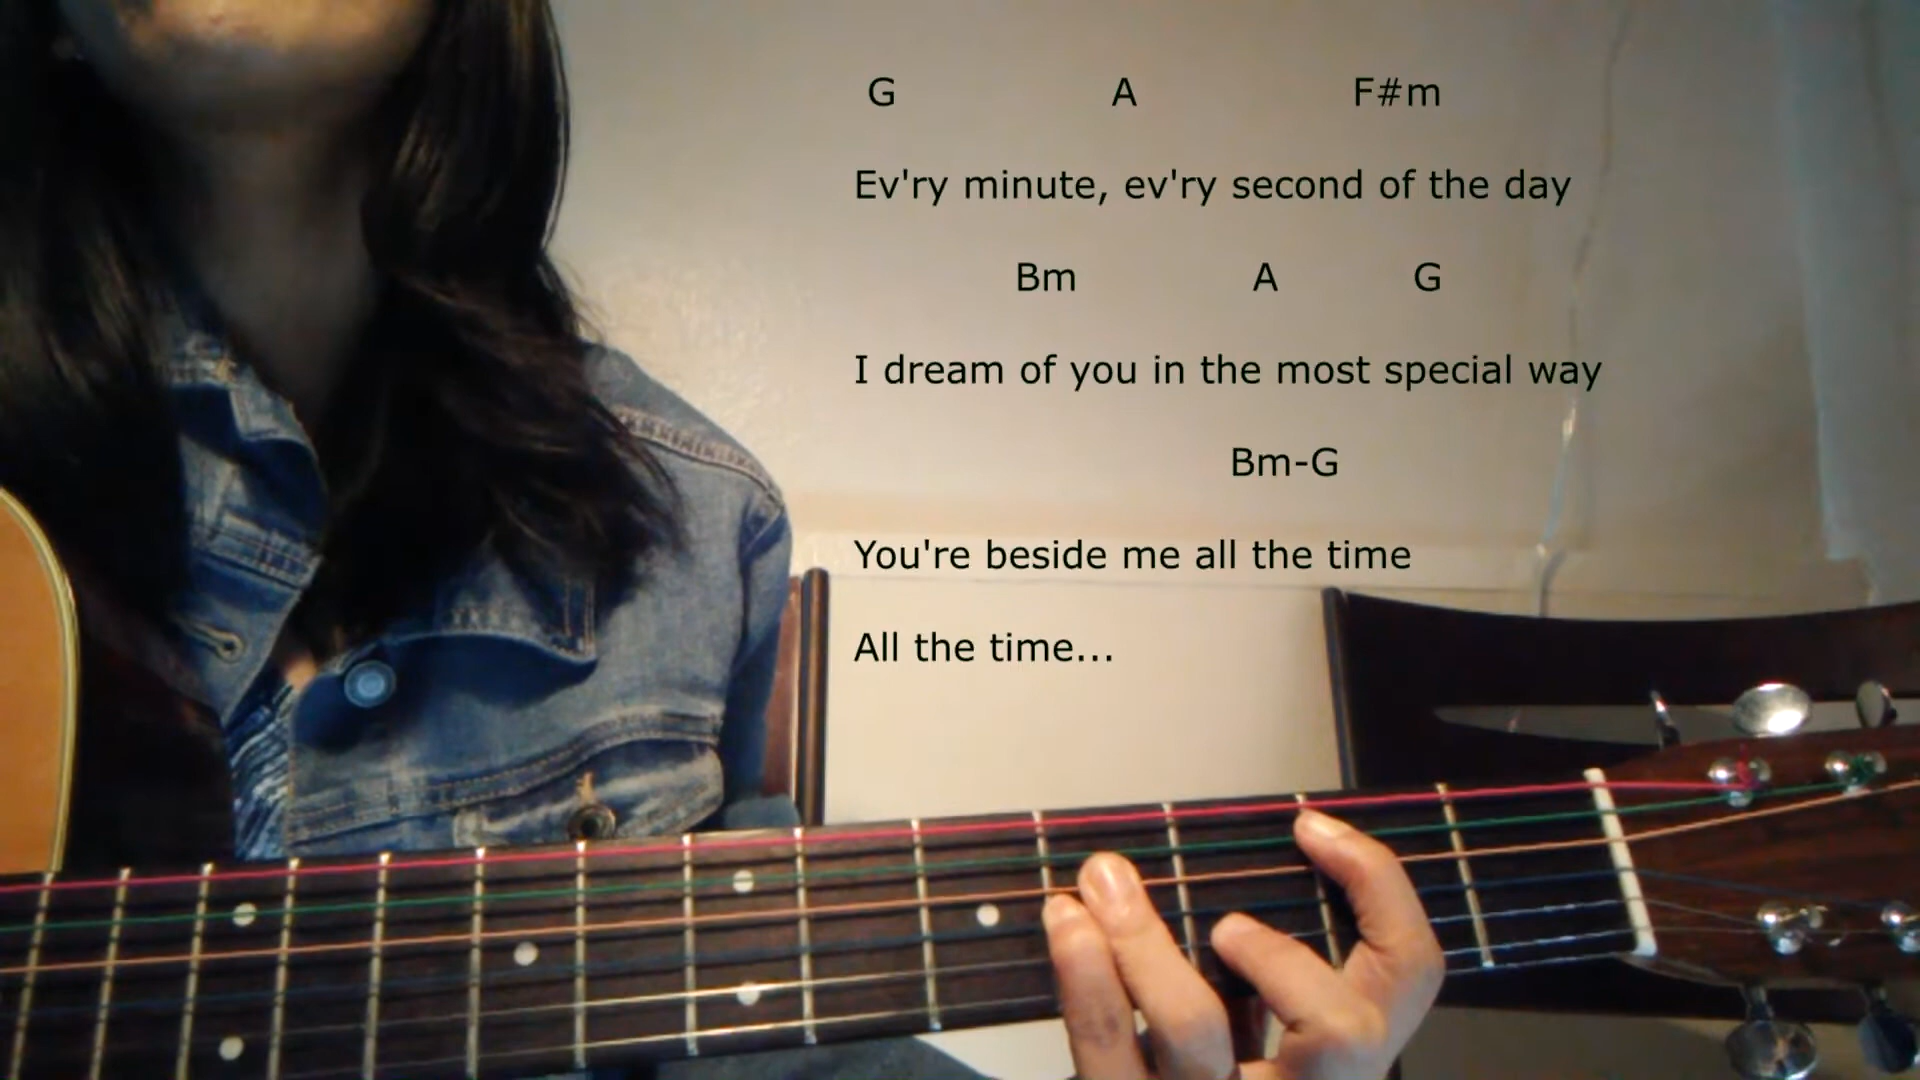 G A F#m
Ev'ry minute, ev'ry second of the day
Bm A G
I dream of you in the most special way
Bm-G
You're beside me all the time
All the time...